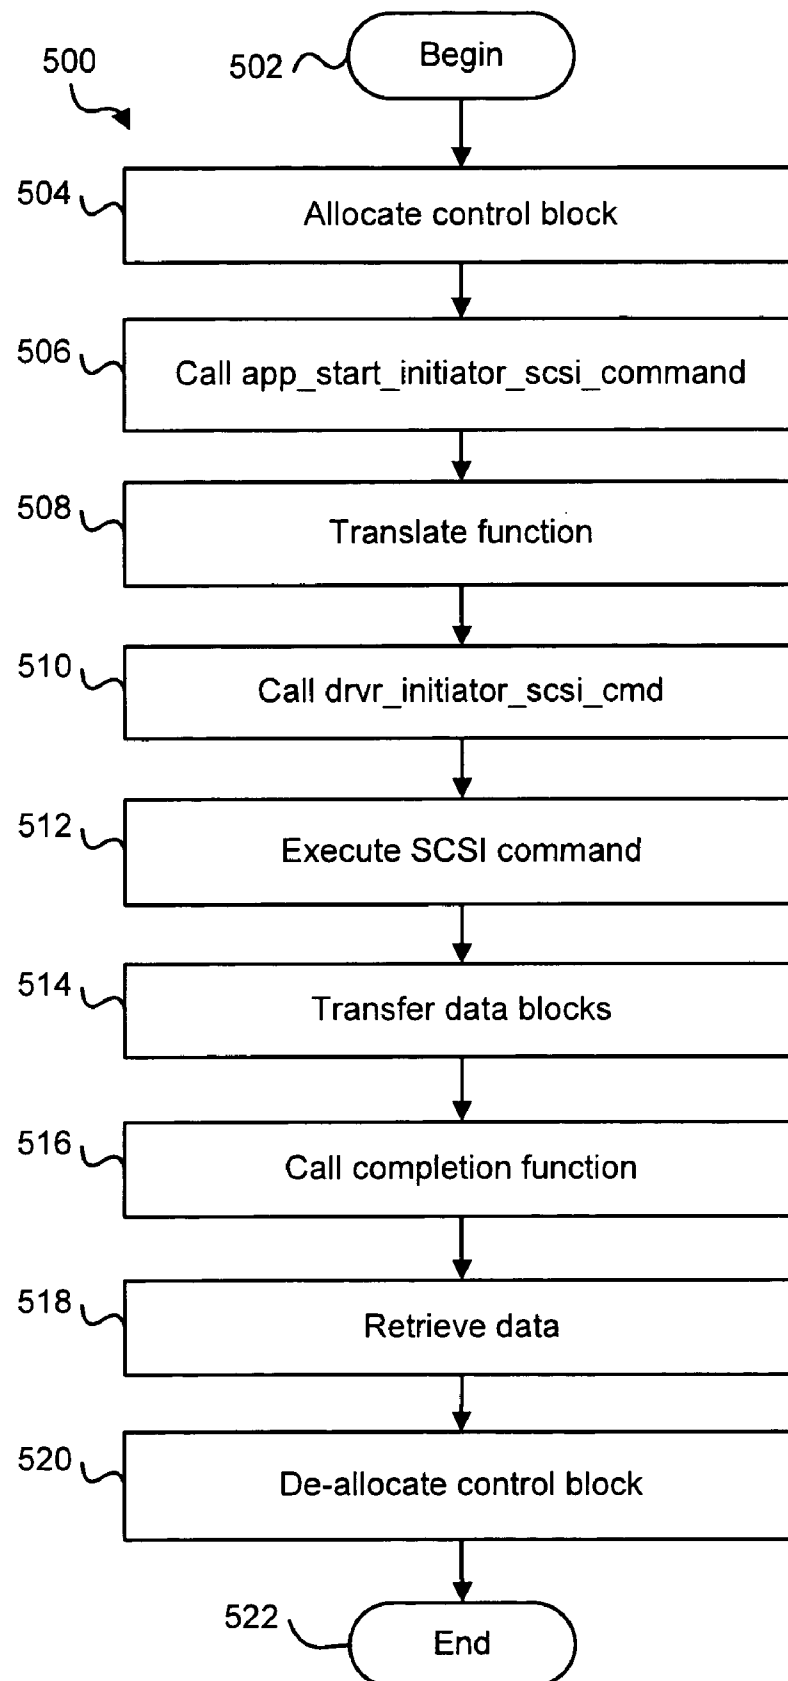 500
502
Begin
504
Allocate control block
506
Call app_start_initiator_scsi_command
508
Translate function
510
Call drvr_initiator_scsi_cmd
512
Execute SCSI command
514
Transfer data blocks
516
Call completion function
518
Retrieve data
520
De-allocate control block
522
End